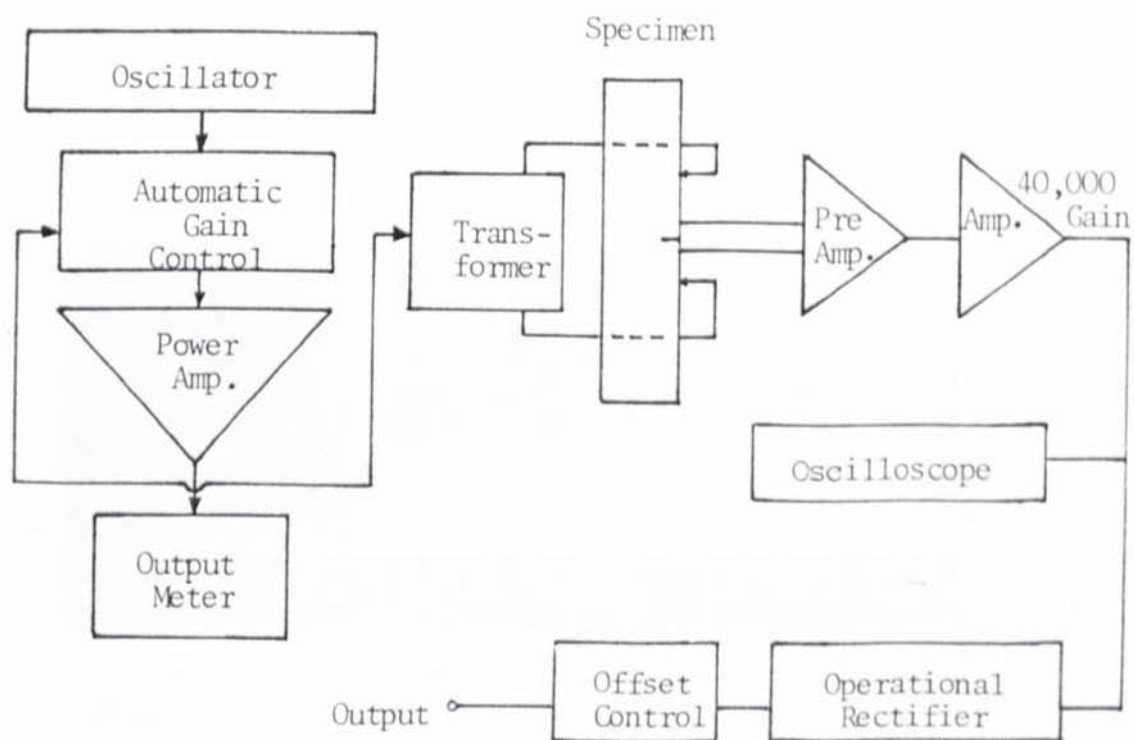 Specimen
Oscillator
Automatic
Gain
Control
Power
Amp.
Output
Meter
Trans-
former
Pre
Amp.
Amp.
40,000
Gain
Oscilloscope
Operational
Rectifier
Offset
Control
Output